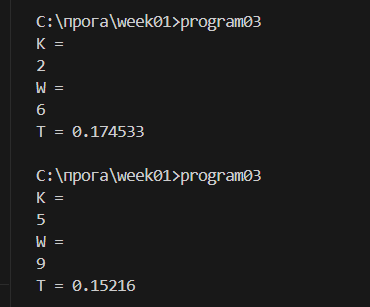 C:\прога\week01>program03
K =
2
W =
6
T = 0.174533
C:\прога\week01>program03
K =
5
W =
9
T = 0.15216